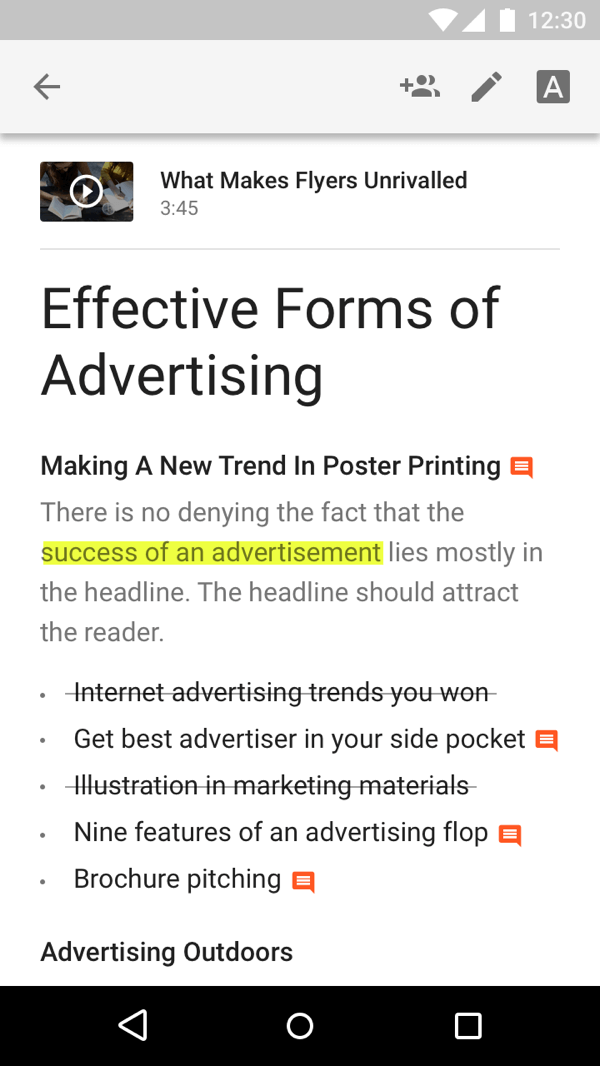 12:30
A
What Makes Flyers Unrivalled
3:45
Effective Forms of
Advertising
Making A New Trend In Poster Printing
There is no denying the fact that the
success of an advertisement lies mostly in
the headline. The headline should attract
the reader.
Internet advertising trends you won
Get best advertiser in your side pocket
Illustration in marketing materials
Nine features of an advertising flop
Brochure pitching
Advertising Outdoors